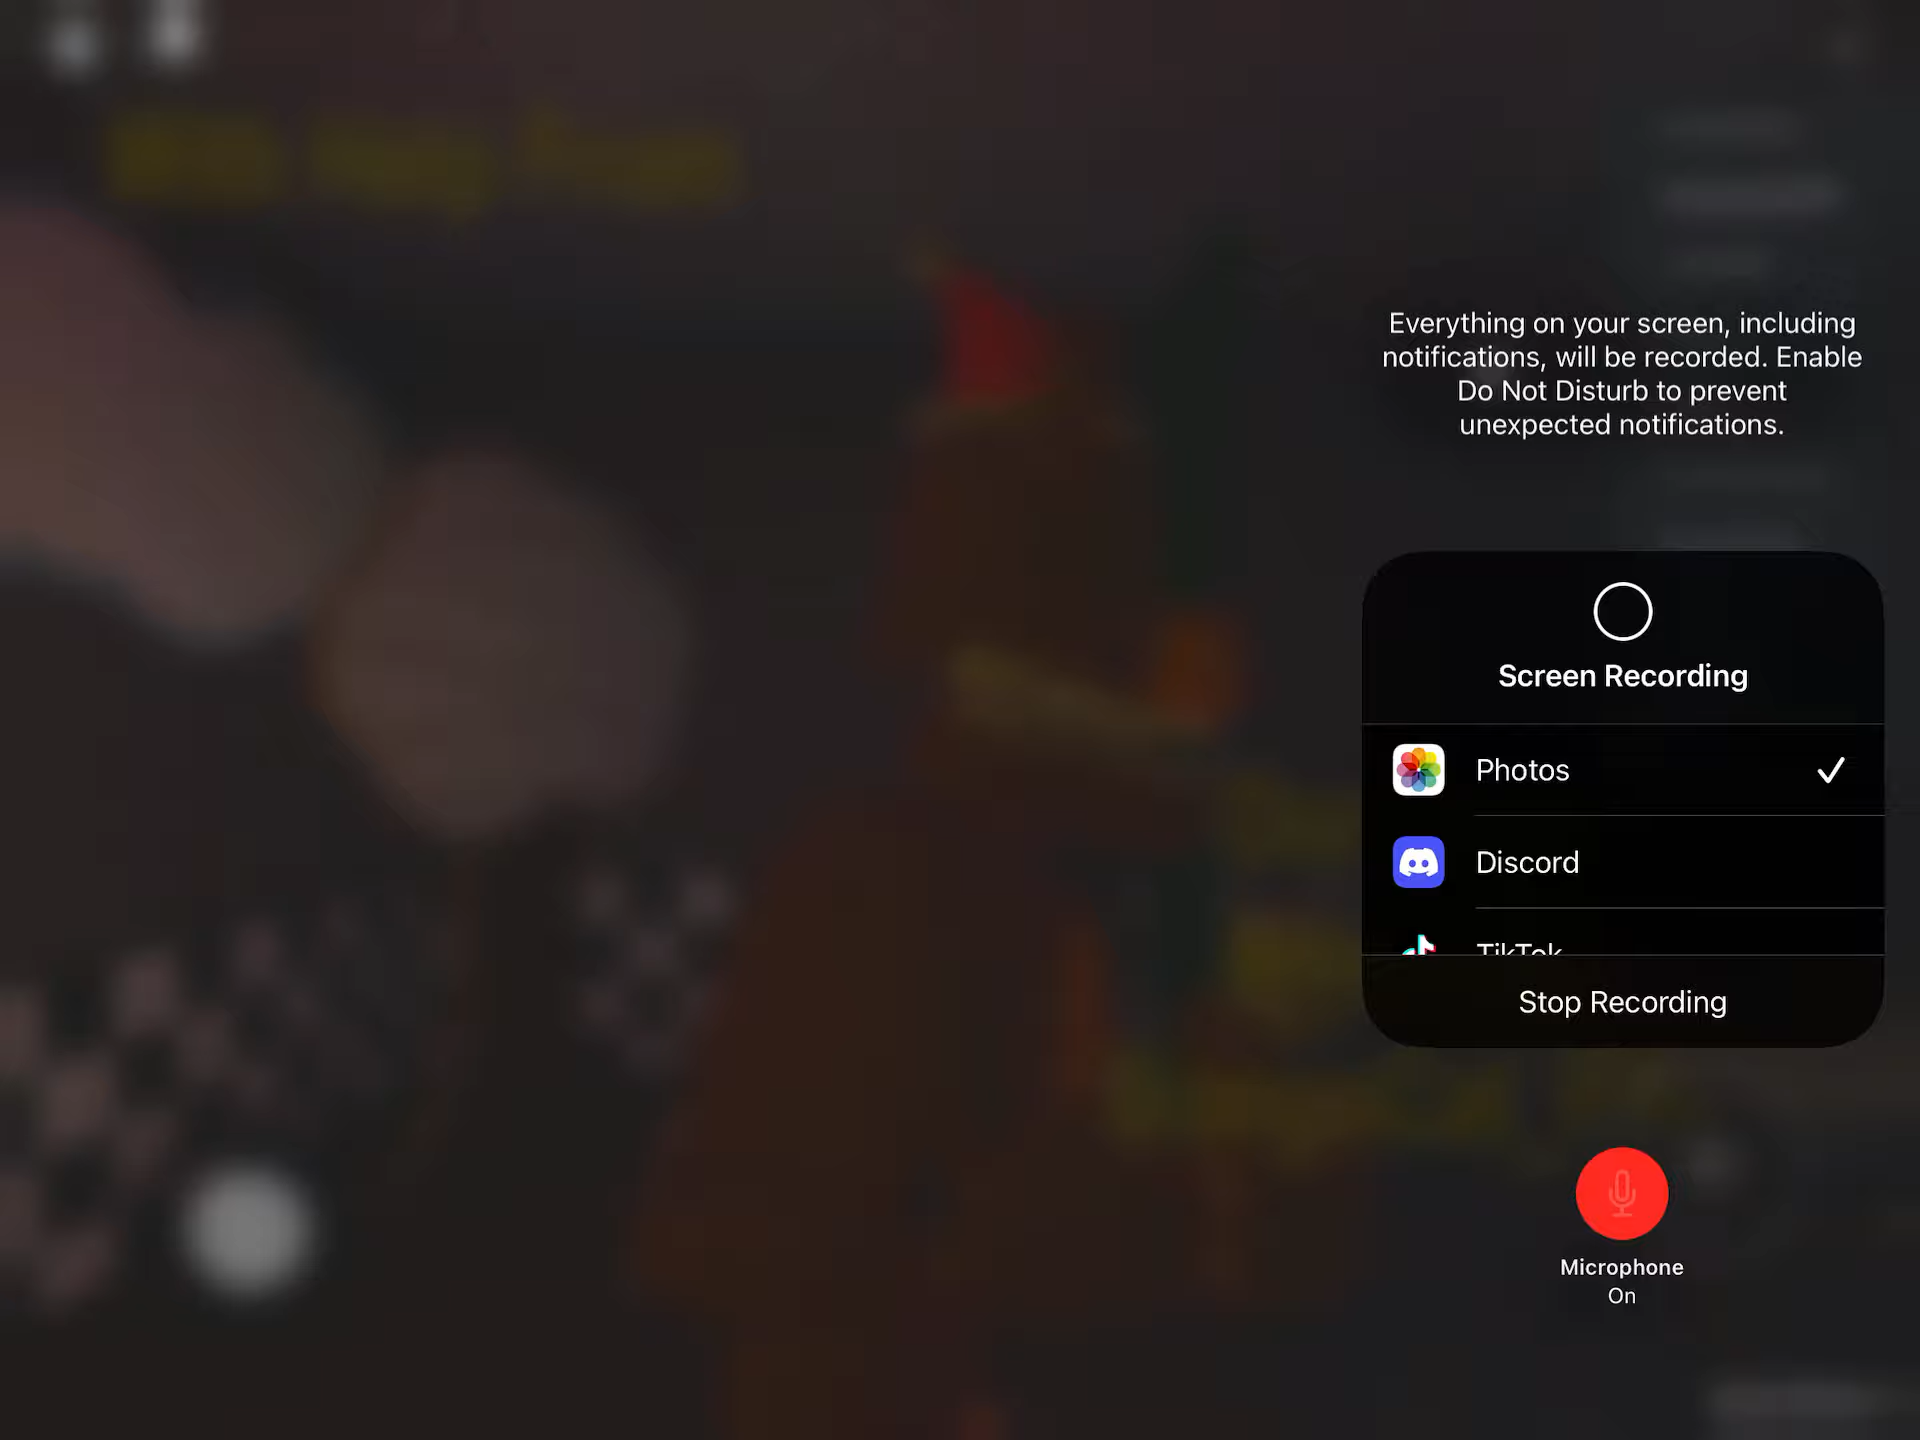 Everything on your screen, including
notifications, will be recorded. Enable
Do Not Disturb to prevent
unexpected notifications.
Screen Recording
Photos
Discord
TikTok
Stop Recording
Microphone
On